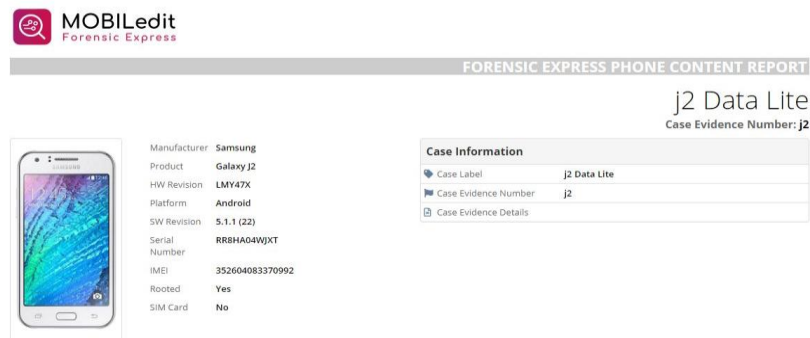 MOBILedit
Forensic Express
FORENSIC EXPRESS PHONE CONTENT REPORT
j2 Data Lite
Case Evidence Number: j2
SAMSUNG
Manufacturer Samsung
Product Galaxy J2
HW Revision LMY47X
Platform Android
SW Revision 5.1.1 (22)
Serial Number RR8HA04WJXT
IMEI 352604083370992
Rooted Yes
SIM Card No
Case Information
Case Label j2 Data Lite
Case Evidence Number j2
Case Evidence Details